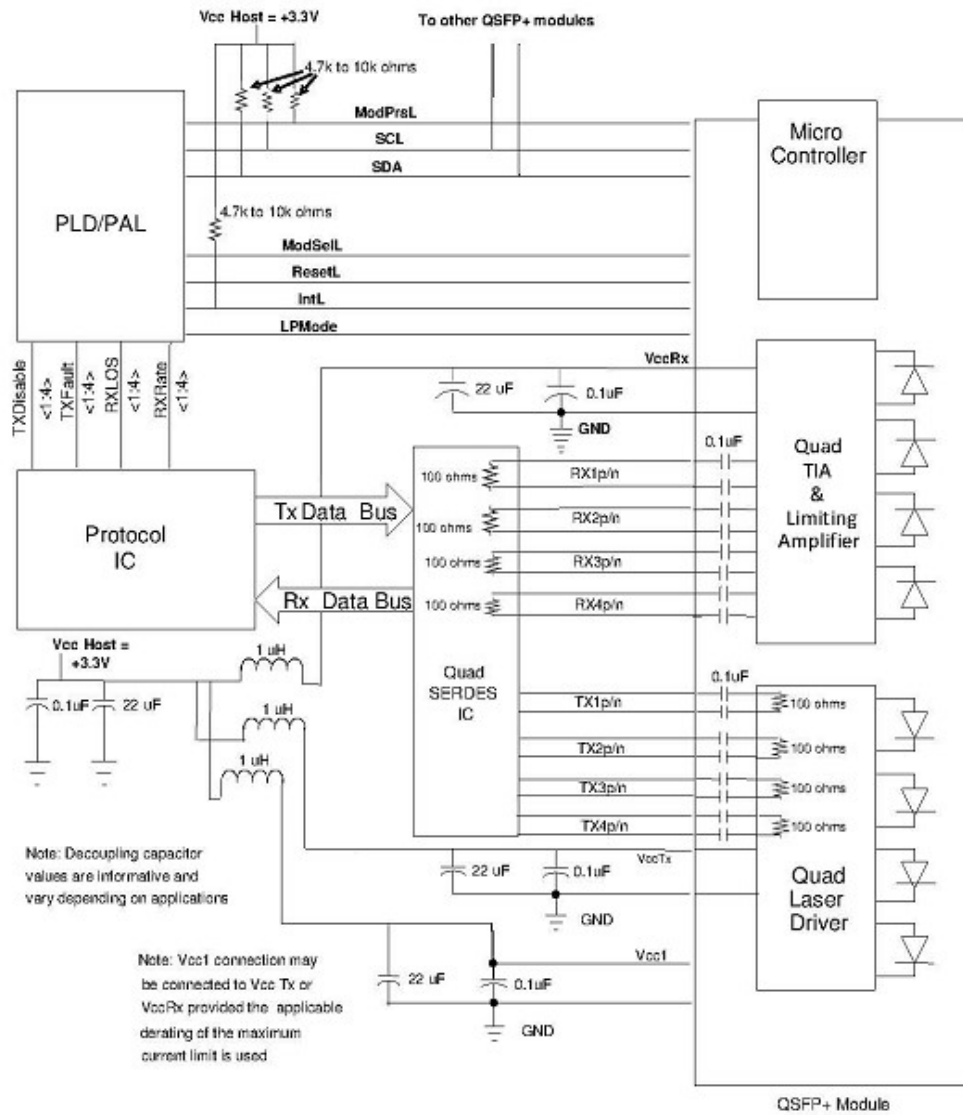 Vcc Host = +3.3V
To other QSFP+ modules
4.7k to 10k ohms
ModPrsL
SCL
SDA
PLD/PAL
4.7k to 10k ohms
ModSelL
ResetL
IntL
LPMode
Micro
Controller
TXDisable
<1:4>
TXFault
<1:4>
RXLOS
<1:4>
RXRate
<1:4>
VccRx
22 uF
0.1uF
GND
0.1uF
Quad
TIA
&
Limiting
Amplifier
100 ohms
RX1p/n
100 ohms
RX2p/n
100 ohms
RX3p/n
100 ohms
RX4p/n
Tx Data Bus
Protocol
IC
Rx Data Bus
Vcc Host =
+3.3V
0.1uF
22 uF
1 uH
1 uH
1 uH
Quad
SERDES
IC
0.1uF
TX1p/n
100 ohms
TX2p/n
100 ohms
TX3p/n
100 ohms
TX4p/n
100 ohms
VccTx
22 uF
0.1uF
GND
Quad
Laser
Driver
Note: Decoupling capacitor
values are informative and
vary depending on applications
Vcc1
22 uF
0.1uF
GND
Note: Vcc1 connection may
be connected to Vcc Tx or
VccRx provided the applicable
derating of the maximum
current limit is used
QSFP+ Module